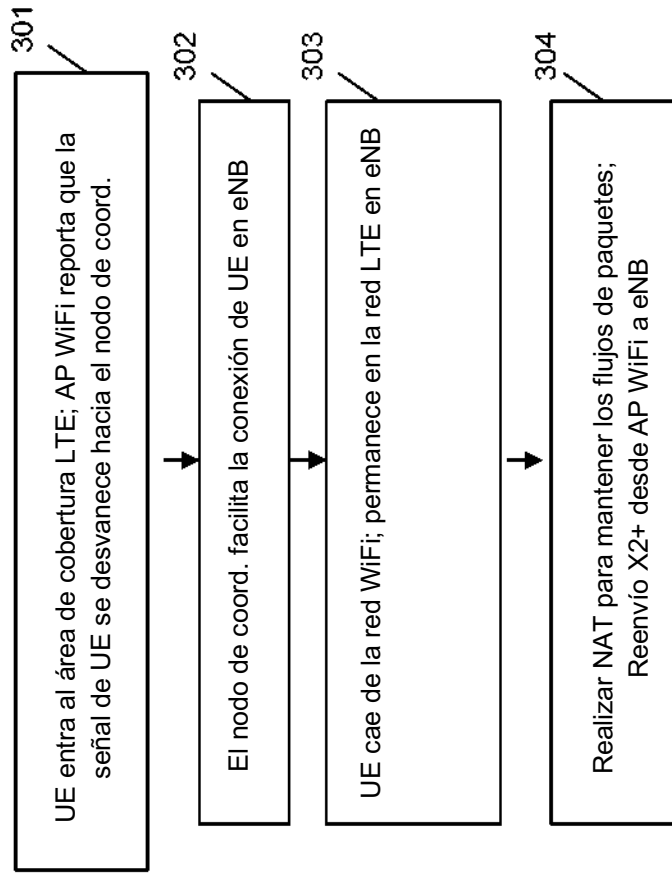 301
UE entra al área de cobertura LTE; AP WiFi reporta que la
señal de UE se desvanece hacia el nodo de coord.
302
El nodo de coord. facilita la conexión de UE en eNB
303
UE cae de la red WiFi; permanece en la red LTE en eNB
304
Realizar NAT para mantener los flujos de paquetes;
Reenvío X2+ desde AP WiFi a eNB